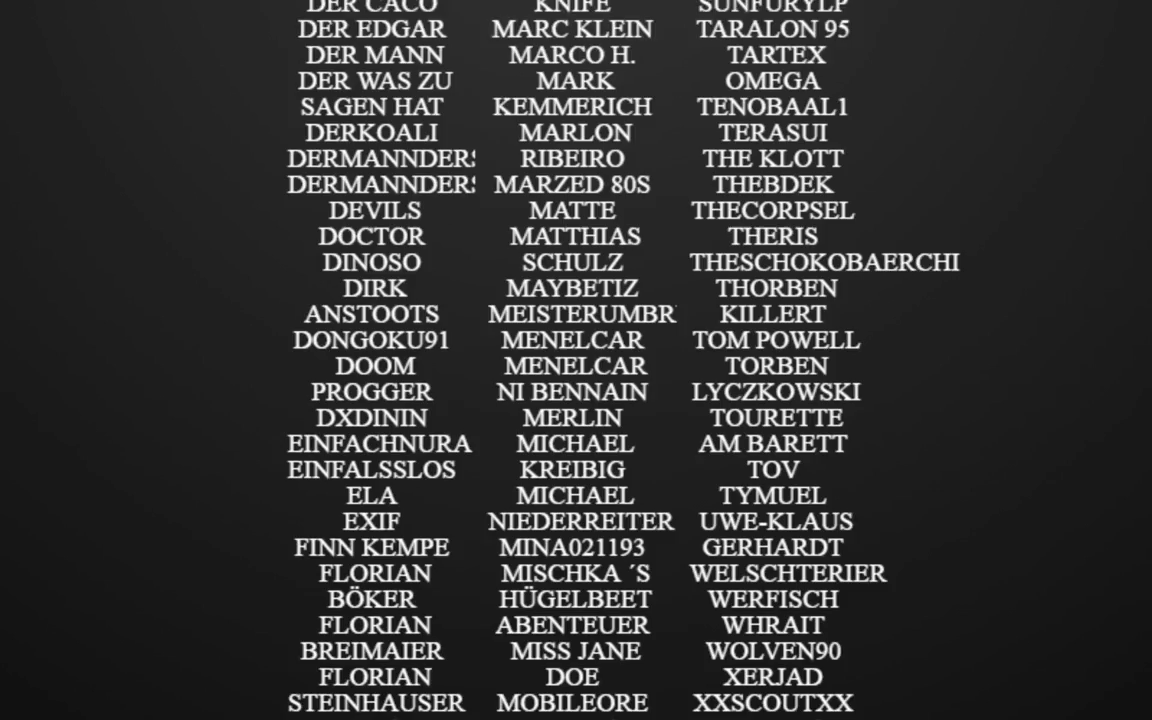 DER CACO
DER EDGAR
DER MANN
DER WAS ZU
SAGEN HAT
DERKOALI
DERMANNDERS
DERMANNDERS
DEVILS
DOCTOR
DINOSO
DIRK
ANSTOOTS
DONGOKU91
DOOM
PROGGER
DXDININ
EINFACHNURA
EINFALSSLOS
ELA
EXIF
FINN KEMPE
FLORIAN
BÖKER
FLORIAN
BREIMAIER
FLORIAN
STEINHAUSER
KNIFE
MARC KLEIN
MARCO H.
MARK
KEMMERICH
MARLON
RIBEIRO
MARZED 80S
MATTE
MATTHIAS
SCHULZ
MAYBETIZ
MEISTERUMBR
MENELCAR
MENELCAR
NI BENNAIN
MERLIN
MICHAEL
KREIBIG
MICHAEL
NIEDERREITER
MINA021193
MISCHKA ´S
HÜGELBEET
ABENTEUER
MISS JANE
DOE
MOBILEORE
SUNFURYLP
TARALON 95
TARTEX
OMEGA
TENOBAAL1
TERASUI
THE KLOTT
THEBDEK
THECORPSEL
THERIS
THESCHOKOBAERCHI
THORBEN
KILLERT
TOM POWELL
TORBEN
LYCZKOWSKI
TOURETTE
AM BARETT
TOV
TYMUEL
UWE-KLAUS
GERHARDT
WELSCHTERIER
WERFISCH
WHRAIT
WOLVEN90
XERJAD
XXSCOUTXX